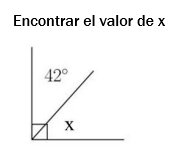 Encontrar el valor de x
42°
x